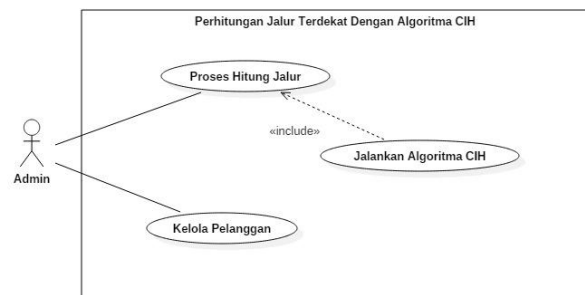 Perhitungan Jalur Terdekat Dengan Algoritma CIH
Proses Hitung Jalur
«include»
Jalankan Algoritma CIH
Admin
Kelola Pelanggan